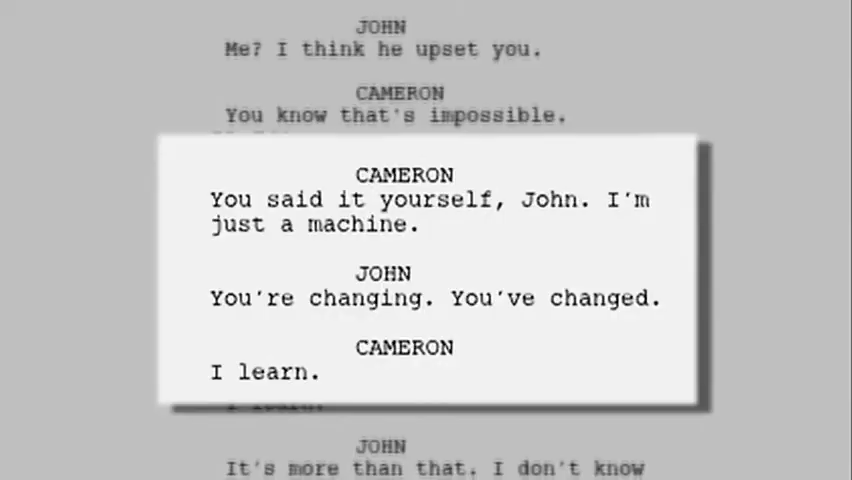 JOHN
Me? I think he upset you.
CAMERON
You know that's impossible.
CAMERON
You said it yourself, John. I'm
just a machine.
JOHN
You're changing. You've changed.
CAMERON
I learn.
I learn.
JOHN
It's more than that. I don't know